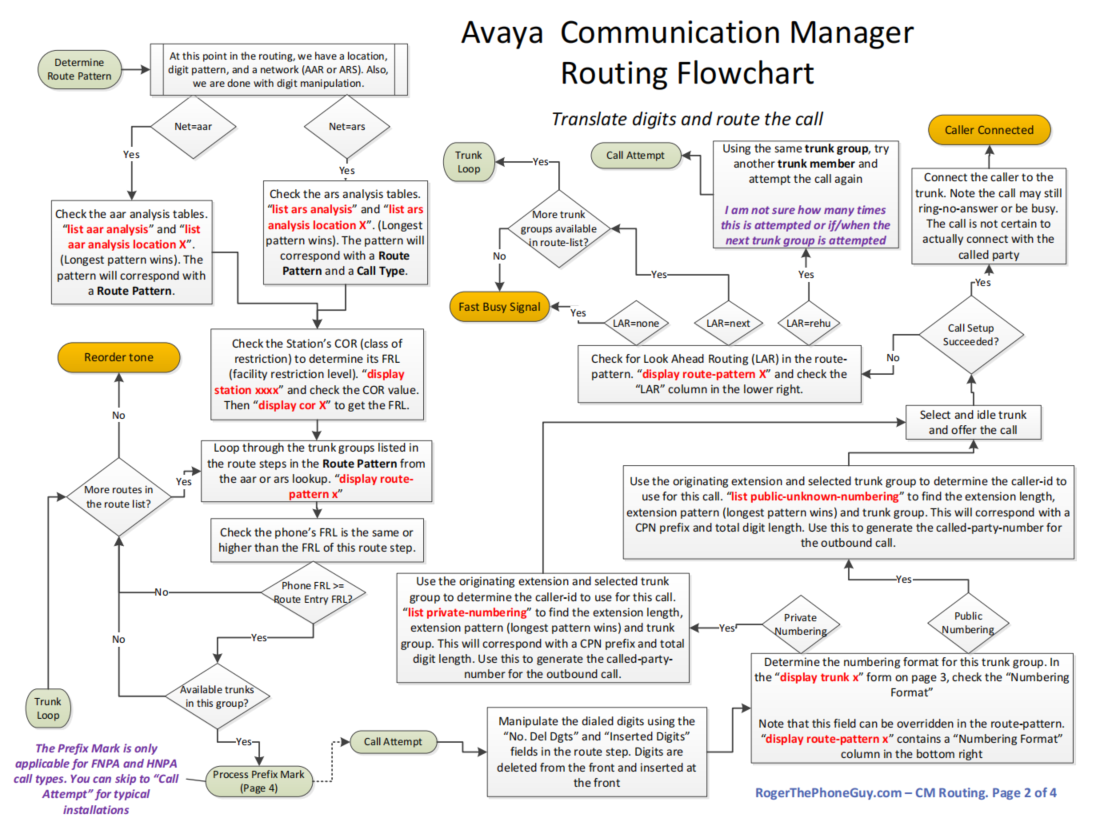 Avaya Communication Manager
Routing Flowchart
Translate digits and route the call
Determine
Route Pattern
At this point in the routing, we have a location,
digit pattern, and a network (AAR or ARS). Also,
we are done with digit manipulation.
Net=aar
Net=ars
Yes
Yes
Check the aar analysis tables.
“list aar analysis” and “list
aar analysis location X”.
(Longest pattern wins). The
pattern will correspond with
a Route Pattern.
Check the ars analysis tables.
“list ars analysis” and “list ars
analysis location X”. (Longest
pattern wins). The pattern will
correspond with a Route
Pattern and a Call Type.
Check the Station’s COR (class of
restriction) to determine its FRL
(facility restriction level). “display
station xxxx” and check the COR value.
Then “display cor X” to get the FRL.
Reorder tone
No
Loop through the trunk groups listed in
the route steps in the Route Pattern from
the aar or ars lookup. “display route-
pattern x”
More routes in
the route list?
Yes
Check the phone’s FRL is the same or
higher than the FRL of this route step.
Phone FRL >=
Route Entry FRL?
No
Yes
No
Available trunks
in this group?
Trunk
Loop
Yes
The Prefix Mark is only
applicable for FNPA and HNPA
call types. You can skip to “Call
Attempt” for typical
installations
Process Prefix Mark
(Page 4)
Call Attempt
Manipulate the dialed digits using the
“No. Del Dgts” and “Inserted Digits”
fields in the route step. Digits are
deleted from the front and inserted at
the front
Determine the numbering format for this trunk group. In
the “display trunk x” form on page 3, check the “Numbering
Format”
Note that this field can be overridden in the route-pattern.
“display route-pattern x” contains a “Numbering Format”
column in the bottom right
Private
Numbering
Public
Numbering
Yes
Yes
Use the originating extension and selected trunk
group to determine the caller-id to use for this call.
“list private-numbering” to find the extension length,
extension pattern (longest pattern wins) and trunk
group. This will correspond with a CPN prefix and total
digit length. Use this to generate the called-party-
number for the outbound call.
Use the originating extension and selected trunk group to determine the caller-id to
use for this call. “list public-unknown-numbering” to find the extension length,
extension pattern (longest pattern wins) and trunk group. This will correspond with a
CPN prefix and total digit length. Use this to generate the called-party-number for
the outbound call.
Select and idle trunk
and offer the call
Call Setup
Succeeded?
Yes
No
Connect the caller to the
trunk. Note the call may still
ring-no-answer or be busy.
The call is not certain to
actually connect with the
called party
Caller Connected
Check for Look Ahead Routing (LAR) in the route-
pattern. “display route-pattern X” and check the
“LAR” column in the lower right.
LAR=none
LAR=next
LAR=rehu
Yes
Yes
Yes
Fast Busy Signal
No
More trunk
groups available
in route-list?
Yes
Trunk
Loop
Call Attempt
Using the same trunk group, try
another trunk member and
attempt the call again
I am not sure how many times
this is attempted or if/when the
next trunk group is attempted
RogerThePhoneGuy.com – CM Routing. Page 2 of 4